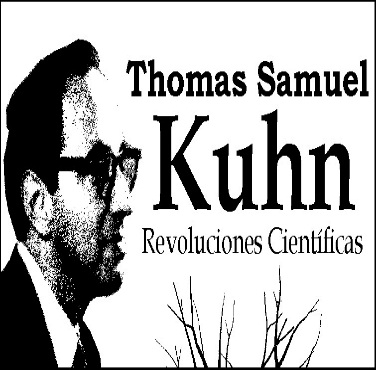 Thomas Samuel
Kuhn
Revoluciones Científicas